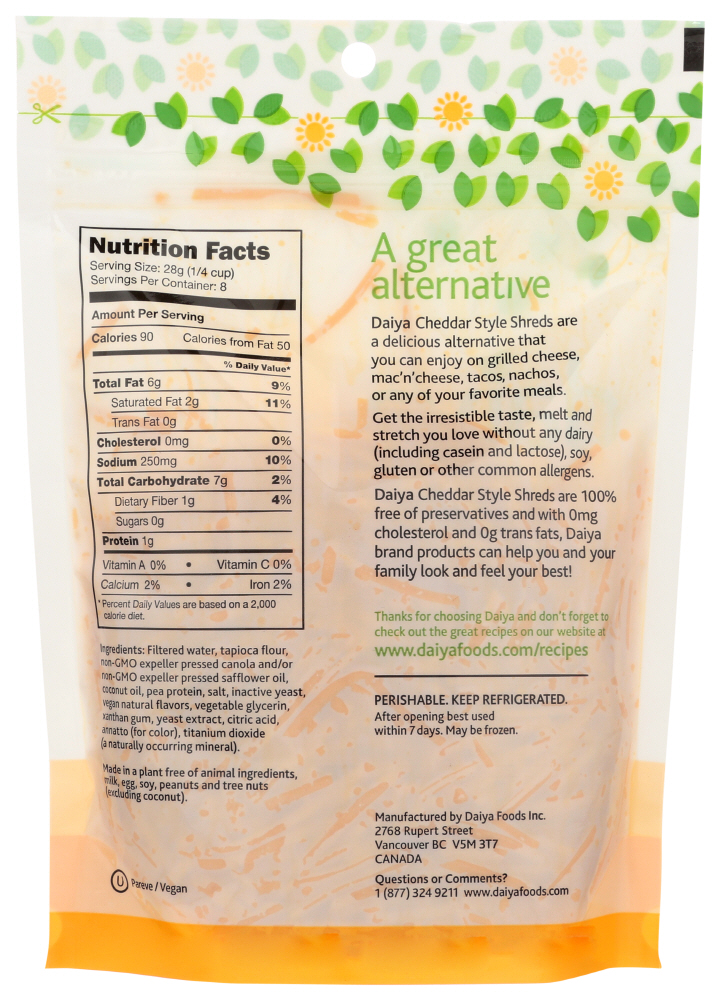 Nutrition Facts
Serving Size: 28g (1/4 cup)
Servings Per Container: 8
Amount Per Serving
Calories 90 Calories from Fat 50
% Daily Value*
Total Fat 6g 9%
Saturated Fat 2g 11%
Trans Fat 0g
Cholesterol 0mg 0%
Sodium 250mg 10%
Total Carbohydrate 7g 2%
Dietary Fiber 1g 4%
Sugars 0g
Protein 1g
Vitamin A 0% • Vitamin C 0%
Calcium 2% • Iron 2%
*Percent Daily Values are based on a 2,000
calorie diet.
Ingredients: Filtered water, tapioca flour,
non-GMO expeller pressed canola and/or
non-GMO expeller pressed safflower oil,
coconut oil, pea protein, salt, inactive yeast,
vegan natural flavors, vegetable glycerin,
xanthan gum, yeast extract, citric acid,
annatto (for color), titanium dioxide
(a naturally occurring mineral).
Made in a plant free of animal ingredients,
milk, egg, soy, peanuts and tree nuts
(excluding coconut).
U Pareve / Vegan
A great
alternative
Daiya Cheddar Style Shreds are
a delicious alternative that
you can enjoy on grilled cheese,
mac'n'cheese, tacos, nachos,
or any of your favorite meals.
Get the irresistible taste, melt and
stretch you love without any dairy
(including casein and lactose), soy,
gluten or other common allergens.
Daiya Cheddar Style Shreds are 100%
free of preservatives and with 0mg
cholesterol and 0g trans fats, Daiya
brand products can help you and your
family look and feel your best!
Thanks for choosing Daiya and don't forget to
check out the great recipes on our website at
www.daiyafoods.com/recipes
PERISHABLE. KEEP REFRIGERATED.
After opening best used
within 7 days. May be frozen.
Manufactured by Daiya Foods Inc.
2768 Rupert Street
Vancouver BC V5M 3T7
CANADA
Questions or Comments?
1 (877) 324 9211 www.daiyafoods.com